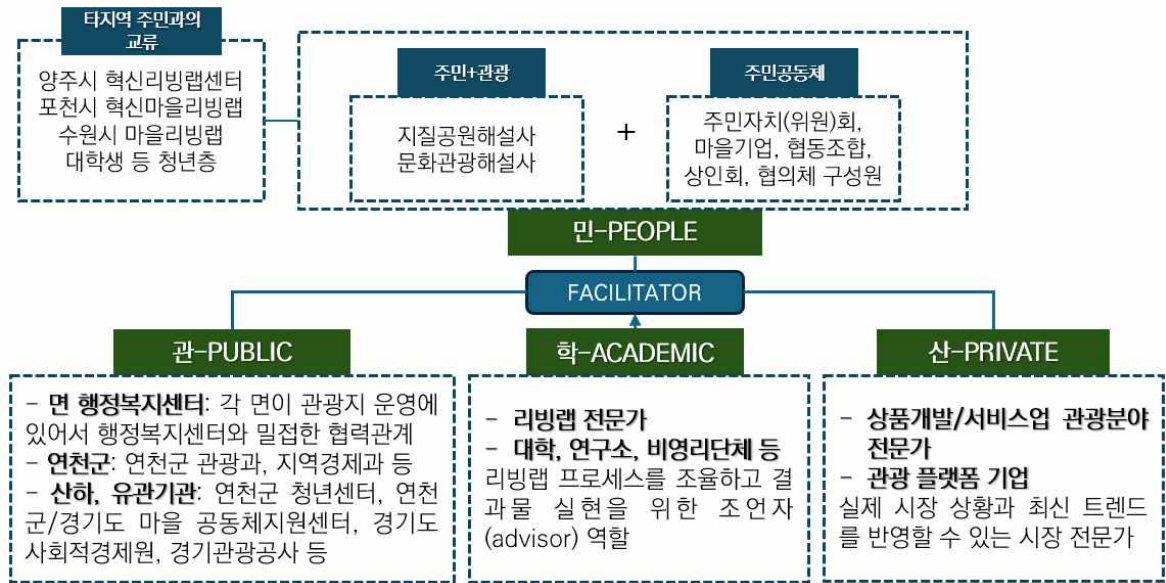 타지역 주민과의
교류
양주시 혁신리빙랩센터
포천시 혁신마을리빙랩
수원시 마을리빙랩
대학생 등 청년층
주민+관광
지질공원해설사
문화관광해설사
+
주민공동체
주민자치(위원)회,
마을기업, 협동조합,
상인회, 협의체 구성원
민-PEOPLE
FACILITATOR
관-PUBLIC
- 면 행정복지센터: 각 면이 관광지 운영에
있어서 행정복지센터와 밀접한 협력관계
- 연천군: 연천군 관광과, 지역경제과 등
- 산하, 유관기관: 연천군 청년센터, 연천
군/경기도 마을 공동체지원센터, 경기도
사회적경제원, 경기관광공사 등
학-ACADEMIC
- 리빙랩 전문가
- 대학, 연구소, 비영리단체 등
리빙랩 프로세스를 조율하고 결
과물 실현을 위한 조언자
(advisor) 역할
산-PRIVATE
- 상품개발/서비스업 관광분야
전문가
- 관광 플랫폼 기업
실제 시장 상황과 최신 트렌드
를 반영할 수 있는 시장 전문가